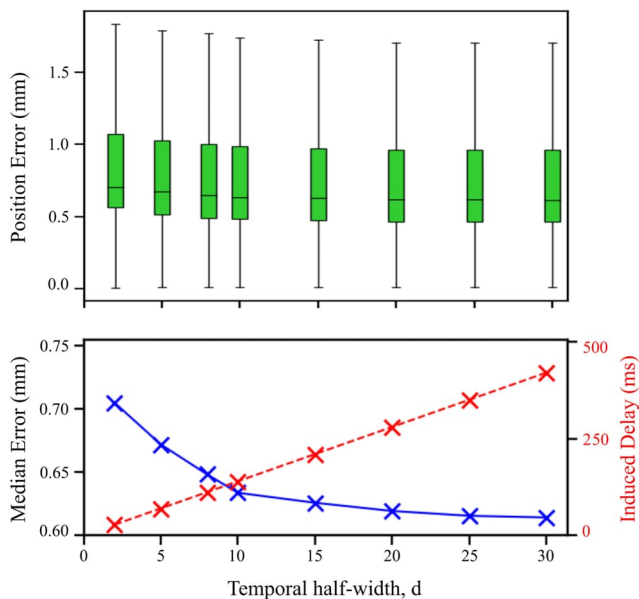 Position Error (mm)
1.5
1.0
0.5
0.0
Median Error (mm)
0.75
0.70
0.65
0.60
500
250
0
Induced Delay (ms)
0 5 10 15 20 25 30
Temporal half-width, d